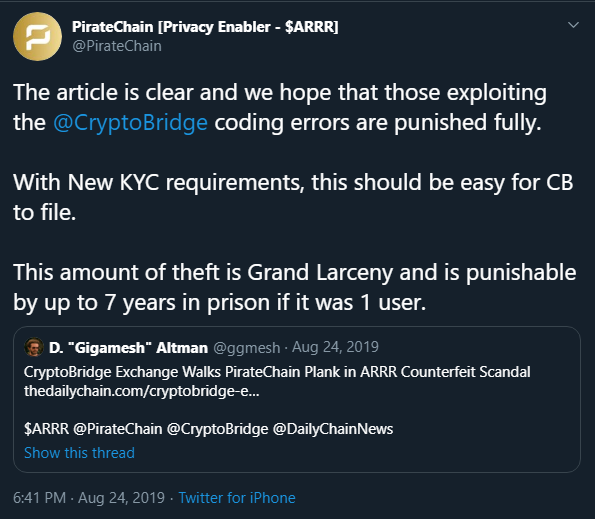 PirateChain [Privacy Enabler - $ARRR]
@PirateChain
The article is clear and we hope that those exploiting
the @CryptoBridge coding errors are punished fully.
With New KYC requirements, this should be easy for CB
to file.
This amount of theft is Grand Larceny and is punishable
by up to 7 years in prison if it was 1 user.
D. "Gigamesh" Altman @ggmesh · Aug 24, 2019
CryptoBridge Exchange Walks PirateChain Plank in ARRR Counterfeit Scandal
thedailychain.com/cryptobridge-e...
$ARRR @PirateChain @CryptoBridge @DailyChainNews
Show this thread
6:41 PM · Aug 24, 2019 · Twitter for iPhone